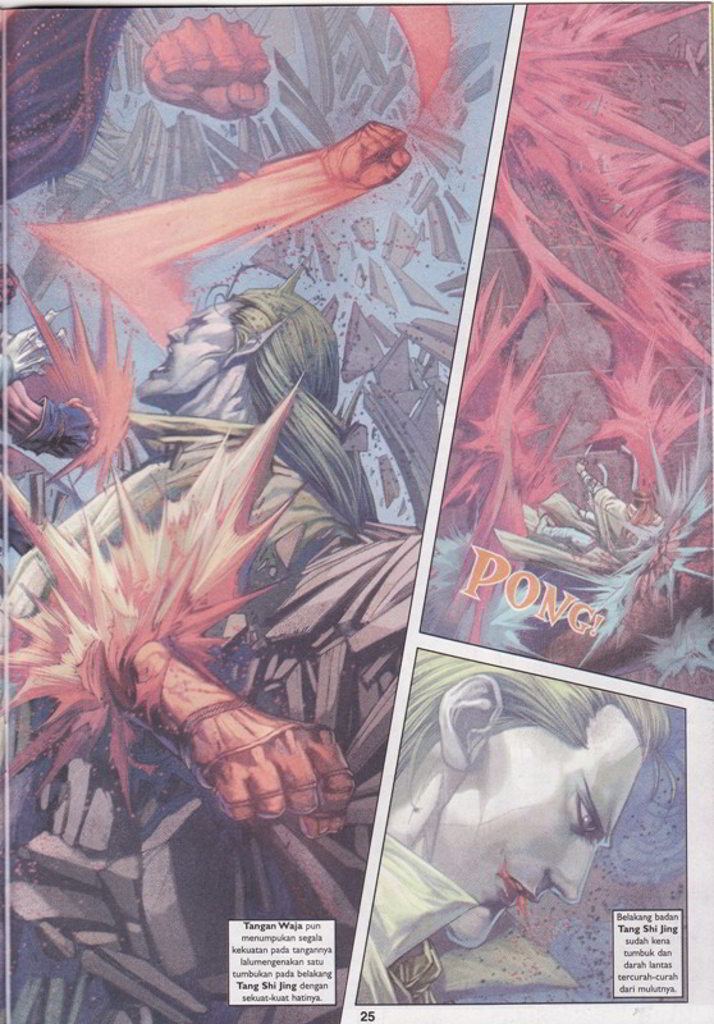 PONG!
Tangan Waja pun
menumpukan segala
kekuatan pada tangannya
lalumengenakan satu
tumbukan pada belakang
Tang Shi Jing dengan
sekuat-kuat hatinya.
Belakang badan
Tang Shi Jing
sudah kena
tumbuk dan
darah lantas
tercurah-curah
dari mulutnya.
25